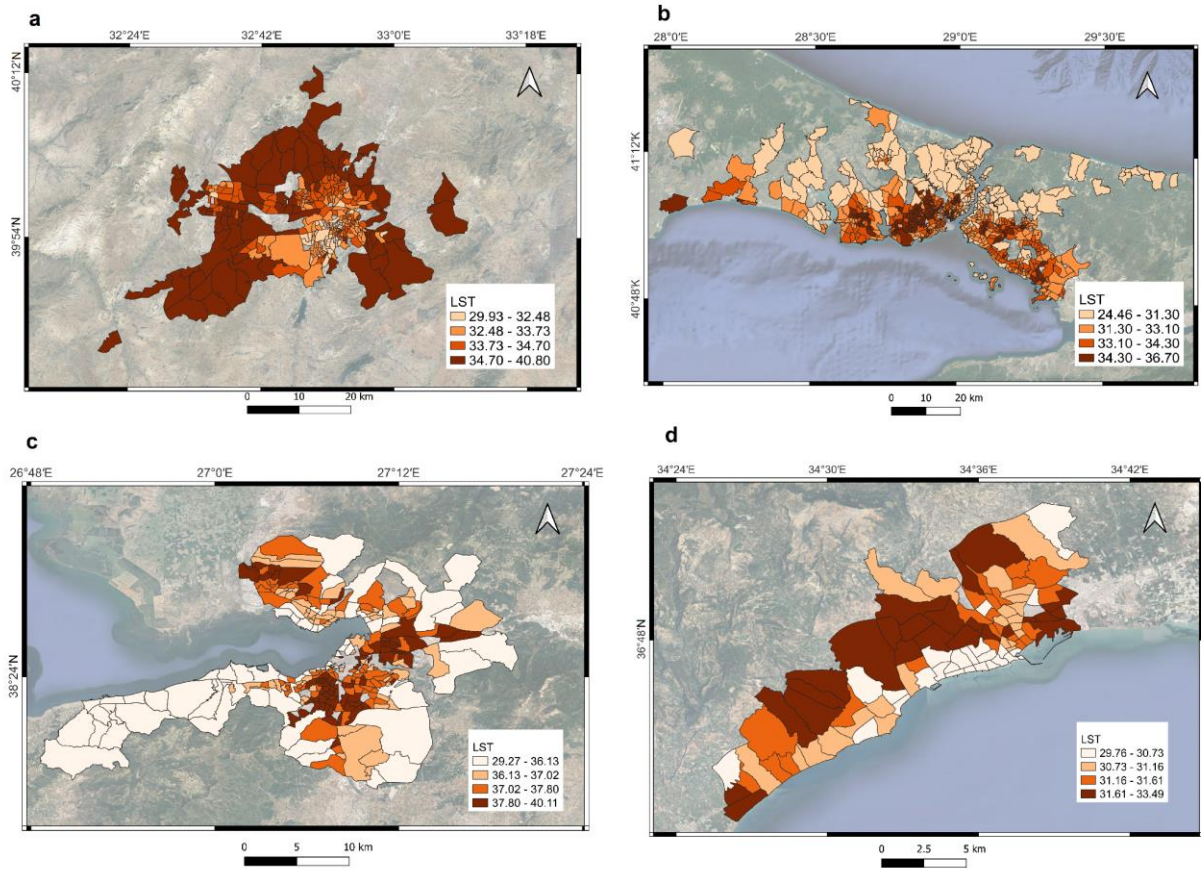 a
32°24'E 32°42'E 33°0'E 33°18'E
40°12'N
39°54'N
LST
29.93 - 32.48
32.48 - 33.73
33.73 - 34.70
34.70 - 40.80
0 10 20 km
b
28°0'E 28°30'E 29°0'E 29°30'E
41°12'K
40°48'K
LST
24.46 - 31.30
31.30 - 33.10
33.10 - 34.30
34.30 - 36.70
0 10 20 km
c
26°48'E 27°0'E 27°12'E 27°24'E
38°24'N
LST
29.27 - 36.13
36.13 - 37.02
37.02 - 37.80
37.80 - 40.11
0 5 10 km
d
34°24'E 34°30'E 34°36'E 34°42'E
36°48'N
LST
29.76 - 30.73
30.73 - 31.16
31.16 - 31.61
31.61 - 33.49
0 2.5 5 km